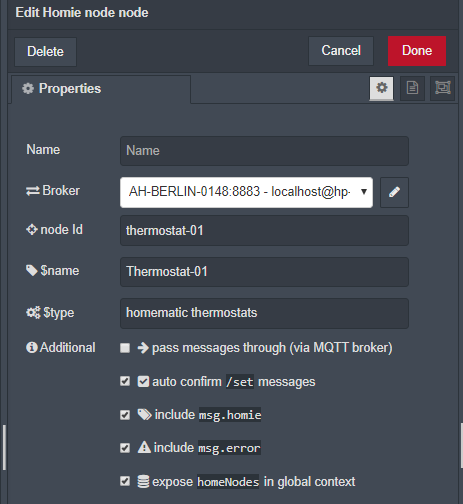 Edit Homie node node
Delete
Cancel
Done
Properties
Name
Name
Broker
AH-BERLIN-0148:8883 - localhost@hp-
node Id
thermostat-01
$name
Thermostat-01
$type
homematic thermostats
Additional
pass messages through (via MQTT broker)
auto confirm /set messages
include msg.homie
include msg.error
expose homeNodes in global context